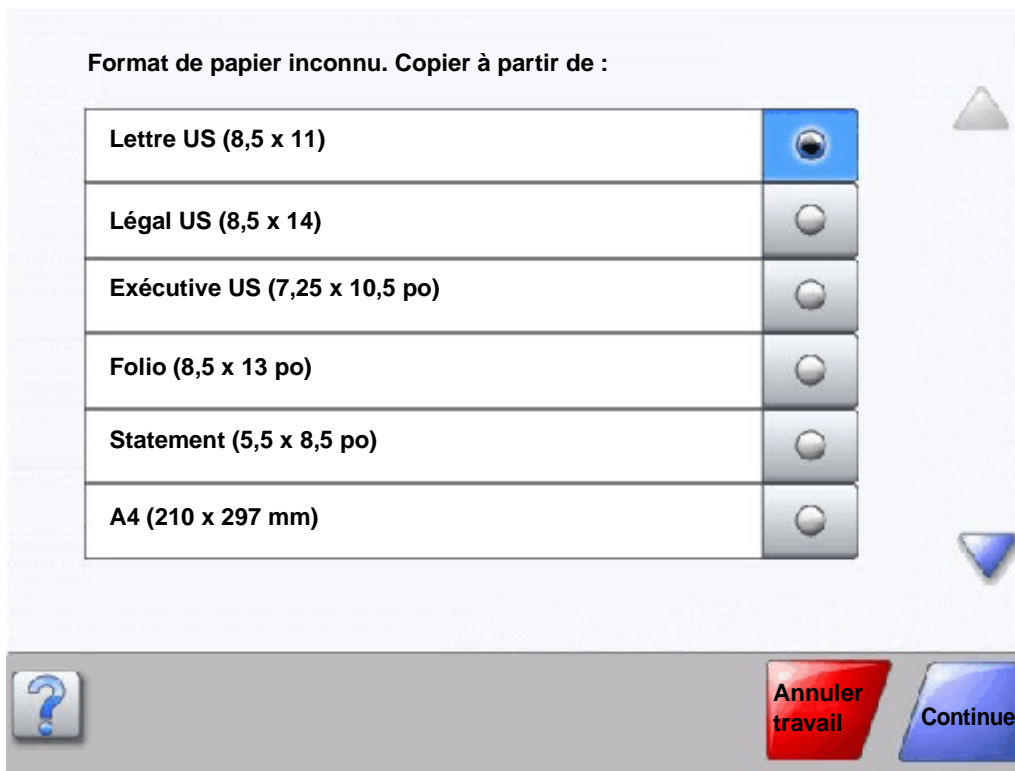 Format de papier inconnu. Copier à partir de :
Lettre US (8,5 x 11)
Légal US (8,5 x 14)
Exécutive US (7,25 x 10,5 po)
Folio (8,5 x 13 po)
Statement (5,5 x 8,5 po)
A4 (210 x 297 mm)
?
Annuler
travail
Continue